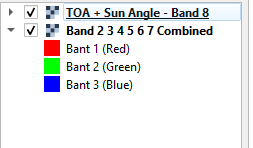 TOA + Sun Angle - Band 8
Band 2 3 4 5 6 7 Combined
Bant 1 (Red)
Bant 2 (Green)
Bant 3 (Blue)